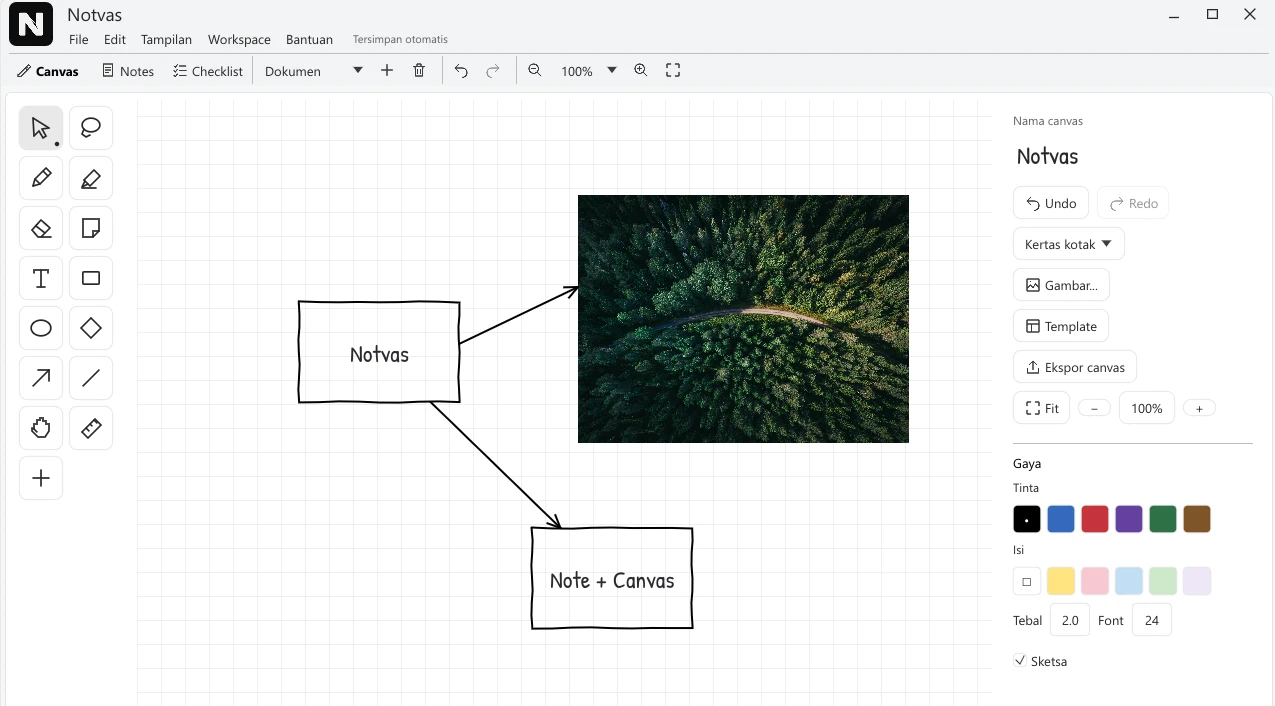 N
Notvas
File Edit Tampilan Workspace Bantuan Tersimpan otomatis
Canvas Notes Checklist Dokumen 100%
Nama canvas
Notvas
Undo Redo
Kertas kotak
Gambar...
Template
Ekspor canvas
Fit − 100% +
Gaya
Tinta
Isi
Tebal 2.0 Font 24
Sketsa
T
Notvas
Note + Canvas